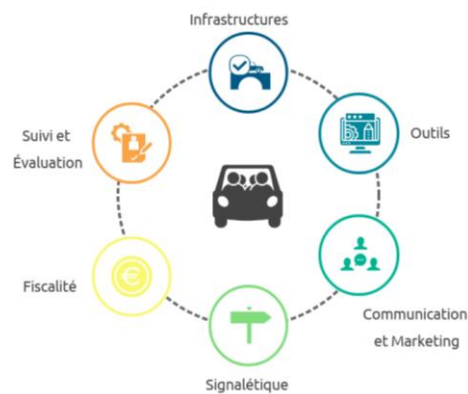 Infrastructures
Outils
Communication
et Marketing
Signalétique
Fiscalité
Suivi et
Évaluation
€